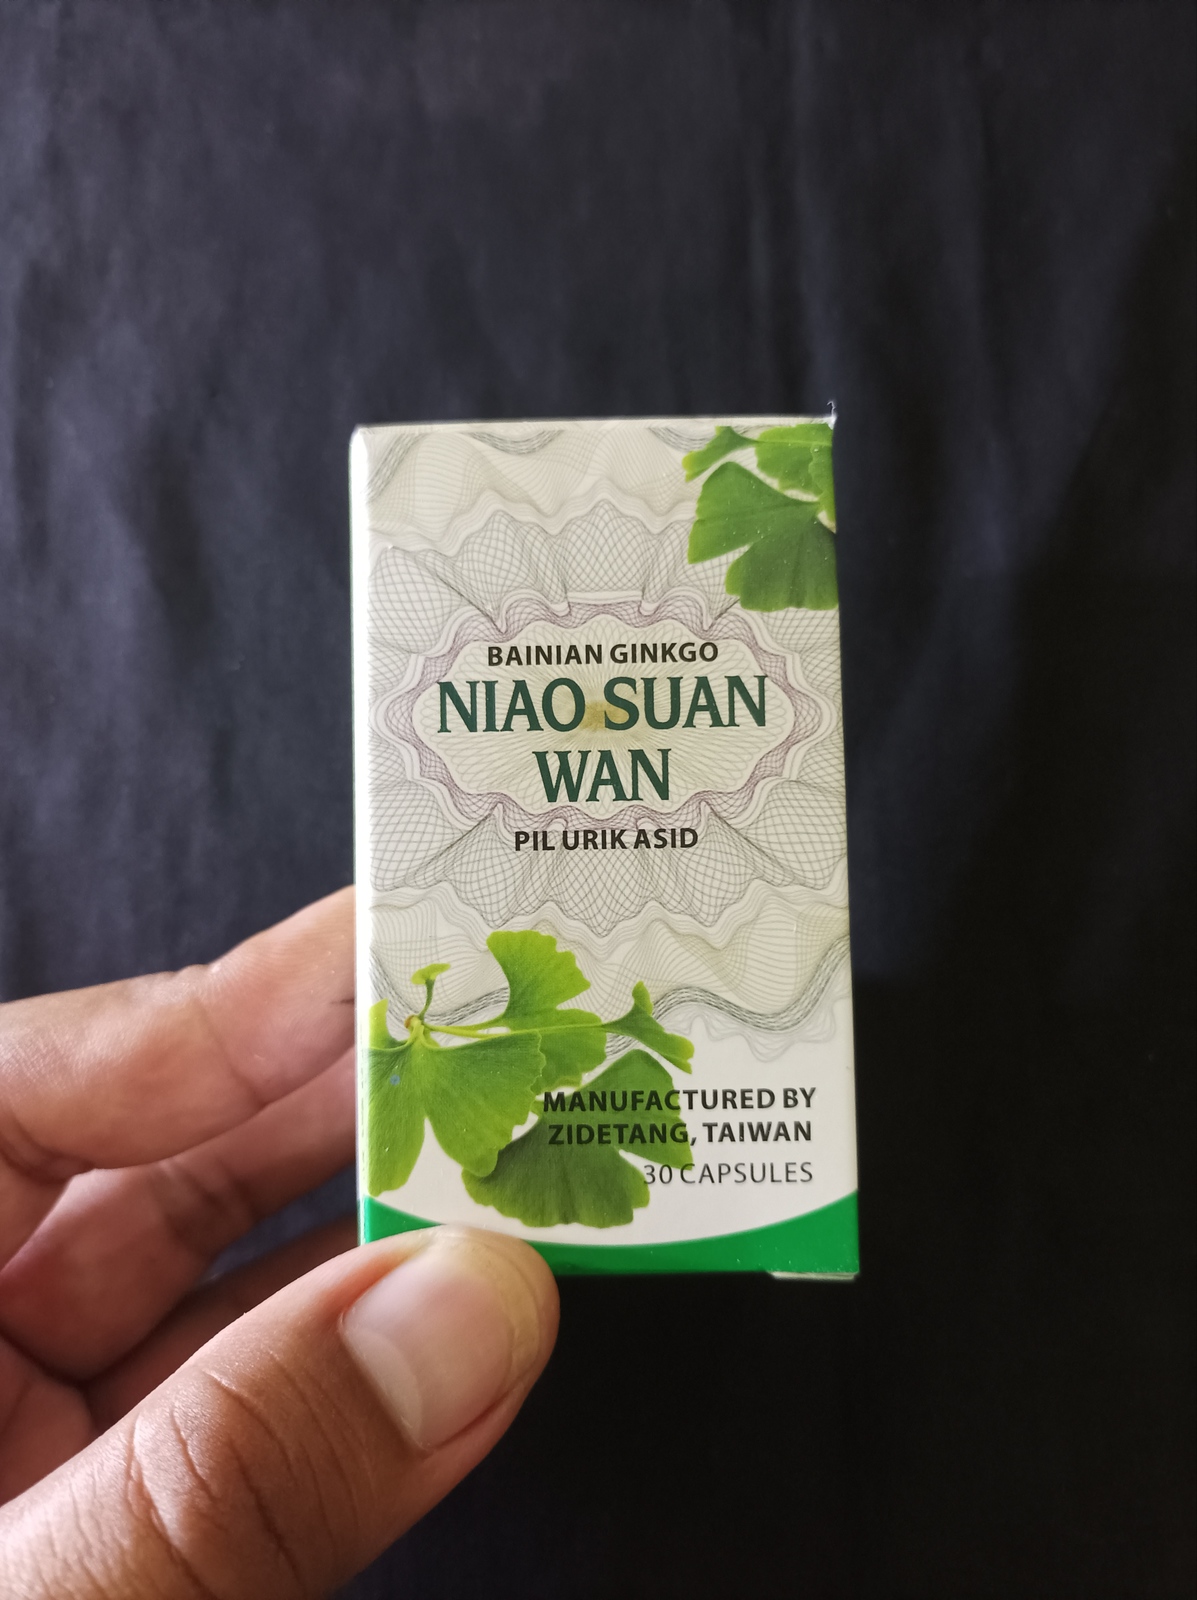 BAINIAN GINKGO
NIAO SUAN
WAN
PIL URIK ASID
MANUFACTURED BY
ZIDETANG, TAIWAN
30 CAPSULES